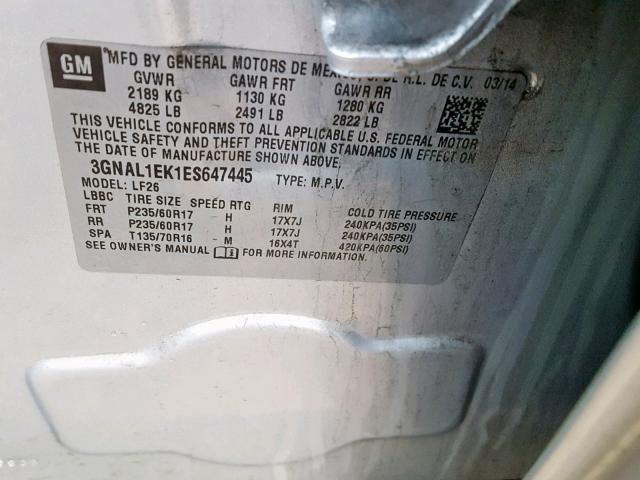 GM
MFD BY GENERAL MOTORS DE MEXICO, S. DE R.L. DE C.V. 03/14
GVWR GAWR FRT GAWR RR
2189 KG 1130 KG 1280 KG
4825 LB 2491 LB 2822 LB
THIS VEHICLE CONFORMS TO ALL APPLICABLE U.S. FEDERAL MOTOR
VEHICLE SAFETY AND THEFT PREVENTION STANDARDS IN EFFECT ON
THE DATE OF MANUFACTURE SHOWN ABOVE.
3GNAL1EK1ES647445 TYPE: M.P.V.
MODEL: LF26
LBBC TIRE SIZE SPEED RTG RIM COLD TIRE PRESSURE
FRT P235/60R17 H 17X7J 240KPA(35PSI)
RR P235/60R17 H 17X7J 240KPA(35PSI)
SPA T135/70R16 M 16X4T 420KPA(60PSI)
SEE OWNER'S MANUAL FOR MORE INFORMATION.